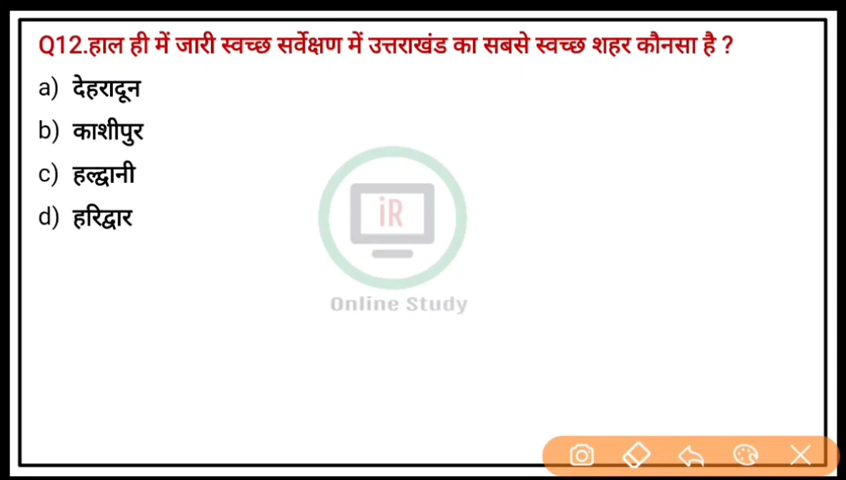 Q12.हाल ही में जारी स्वच्छ सर्वेक्षण में उत्तराखंड का सबसे स्वच्छ शहर कौनसा है ?
a) देहरादून
b) काशीपुर
c) हल्द्वानी
d) हरिद्वार
iR
Online Study